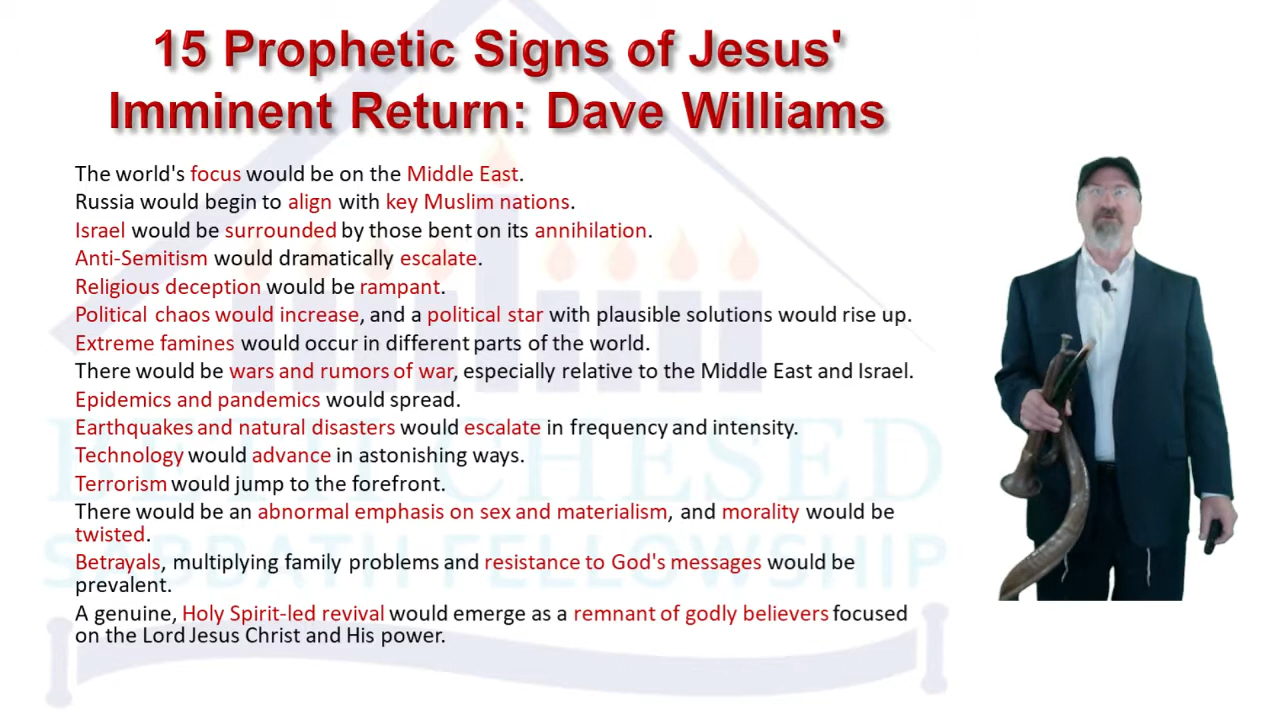 15 Prophetic Signs of Jesus'
Imminent Return: Dave Williams
The world's focus would be on the Middle East.
Russia would begin to align with key Muslim nations.
Israel would be surrounded by those bent on its annihilation.
Anti-Semitism would dramatically escalate.
Religious deception would be rampant.
Political chaos would increase, and a political star with plausible solutions would rise up.
Extreme famines would occur in different parts of the world.
There would be wars and rumors of war, especially relative to the Middle East and Israel.
Epidemics and pandemics would spread.
Earthquakes and natural disasters would escalate in frequency and intensity.
Technology would advance in astonishing ways.
Terrorism would jump to the forefront.
There would be an abnormal emphasis on sex and materialism, and morality would be
twisted.
Betrayals, multiplying family problems and resistance to God's messages would be
prevalent.
A genuine, Holy Spirit-led revival would emerge as a remnant of godly believers focused
on the Lord Jesus Christ and His power.
BETH CHESED
SABBATH FELLOWSHIP